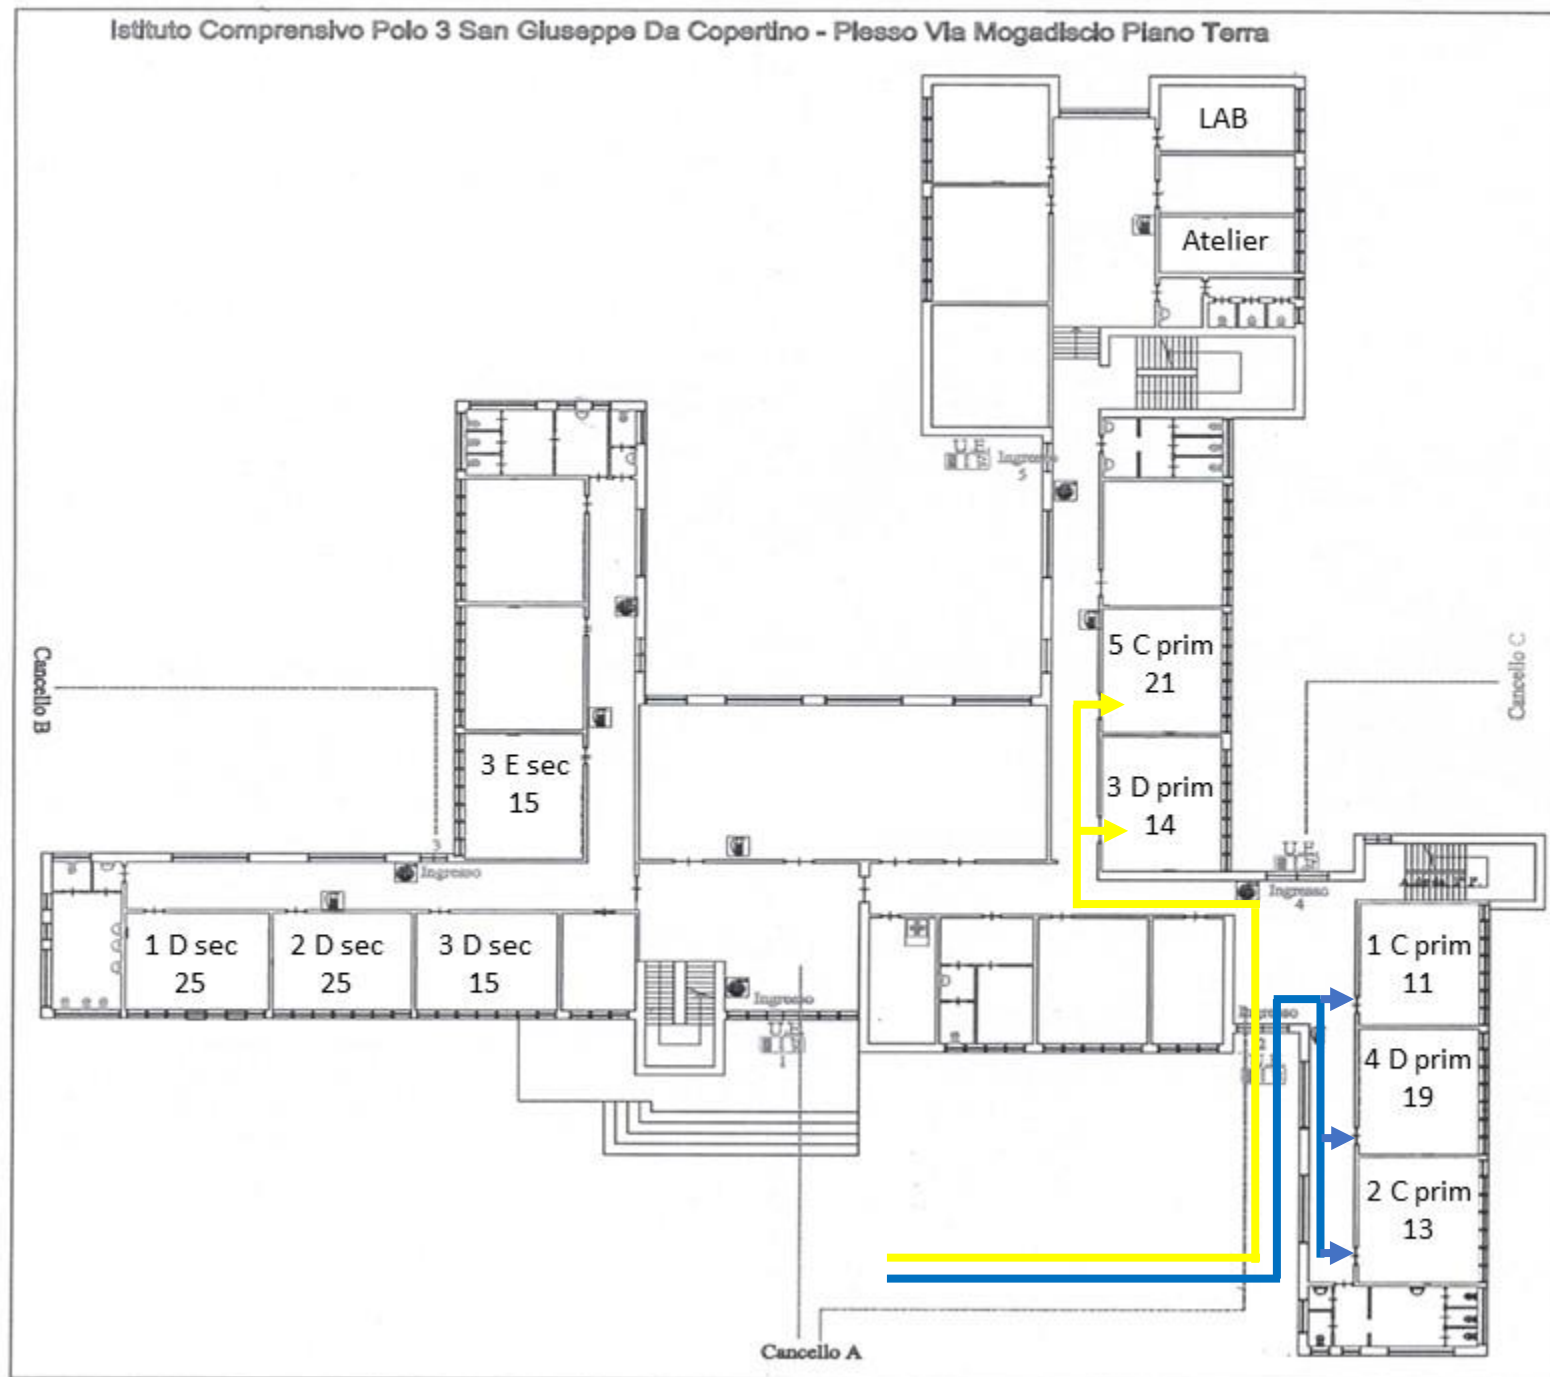 Istituto Comprensivo Polo 3 San Giuseppe Da Copertino - Plesso Via Mogadiscio Piano Terra
LAB
Atelier
U.E.
Ingresso
5
5 C prim
21
3 D prim
14
3 E sec
15
Cancello B
Cancello C
3
Ingresso
U.E.
Ingresso
4
1 D sec
25
2 D sec
25
3 D sec
15
1 C prim
11
Ingresso
U.E.
1
Ingresso
2
4 D prim
19
2 C prim
13
Cancello A